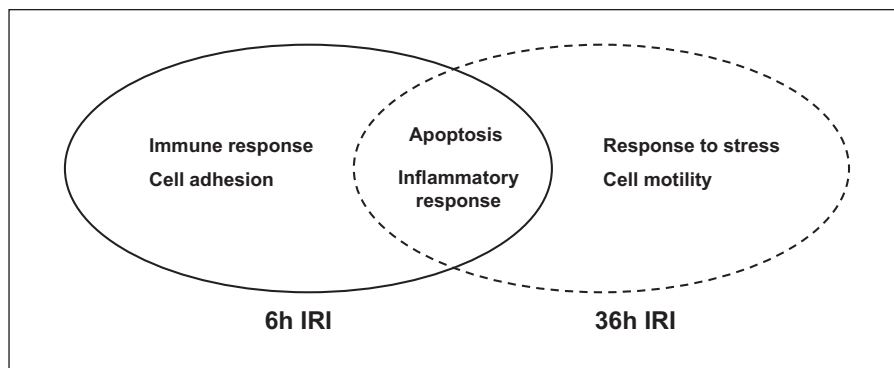 Immune response
Cell adhesion
Apoptosis
Inflammatory
response
Response to stress
Cell motility
6h IRI
36h IRI